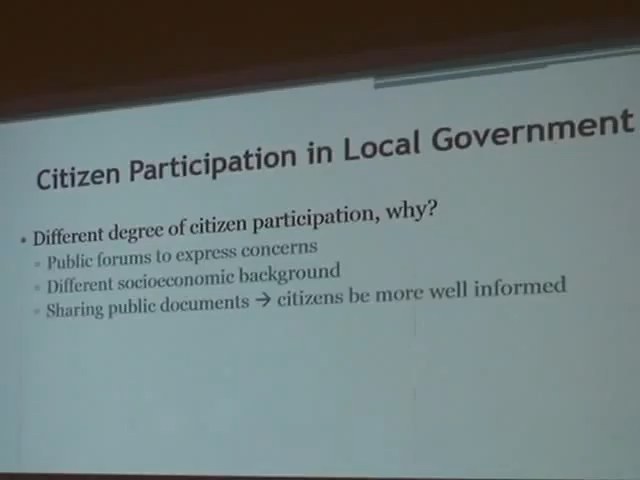 Citizen Participation in Local Government
• Different degree of citizen participation, why?
▫ Public forums to express concerns
▫ Different socioeconomic background
▫ Sharing public documents → citizens be more well informed